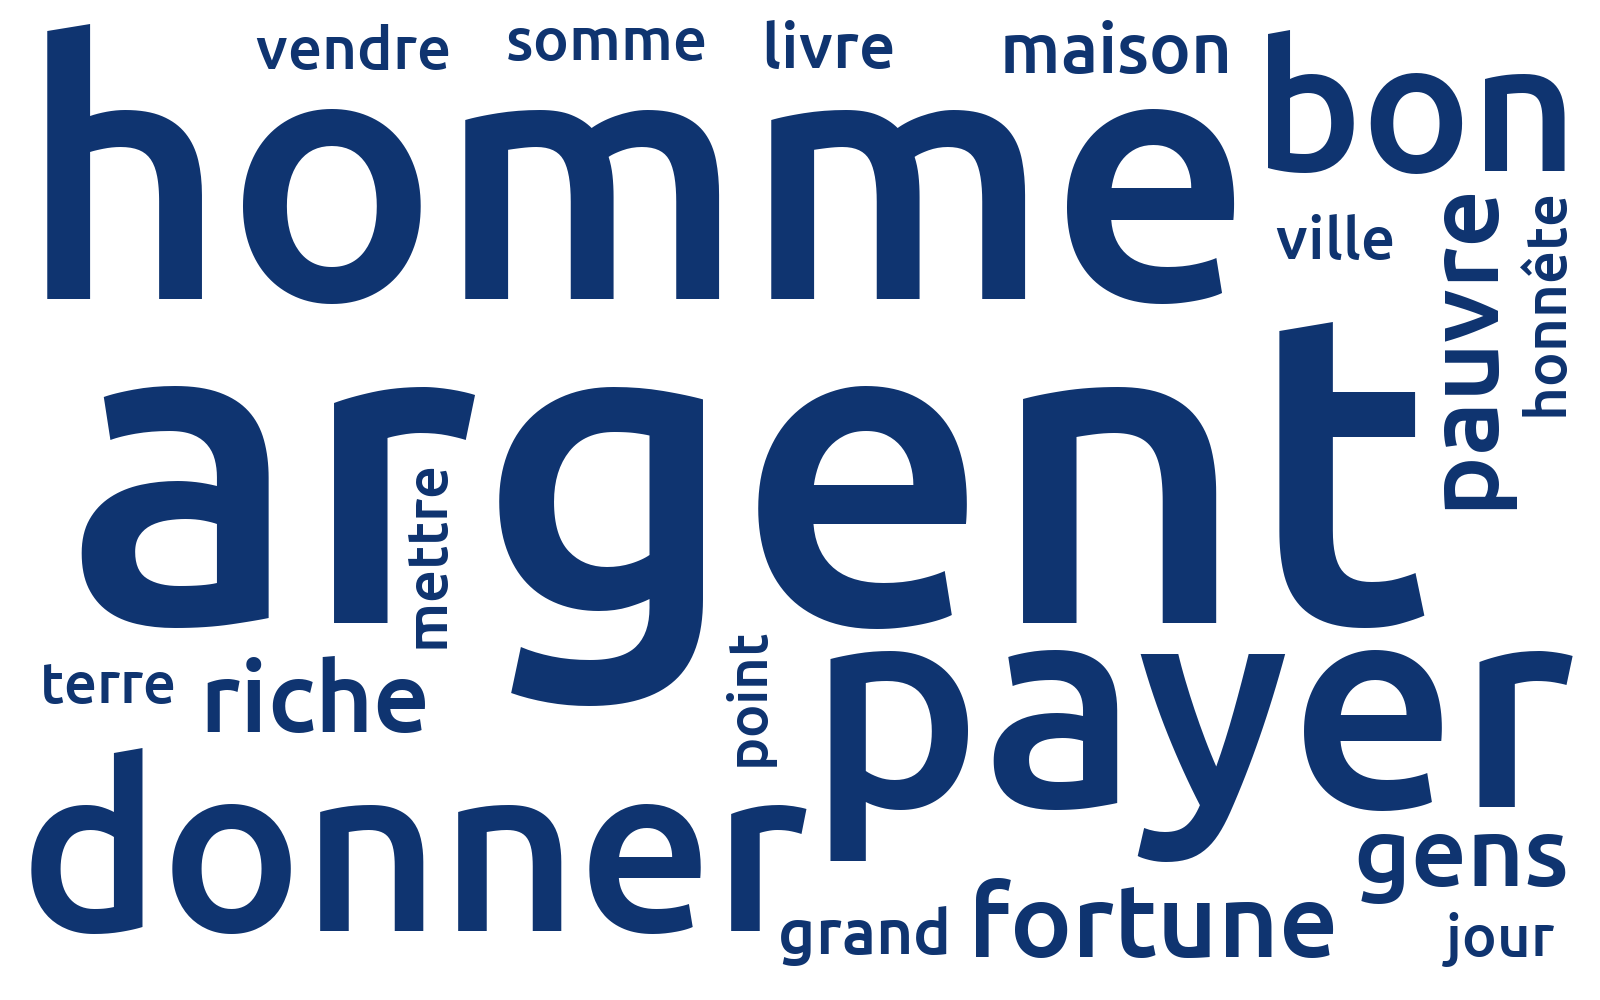 vendre
somme
livre
maison
homme
bon
ville
pauvre
honnête
argent
mettre
terre
riche
point
payer
donner
gens
grand
fortune
jour